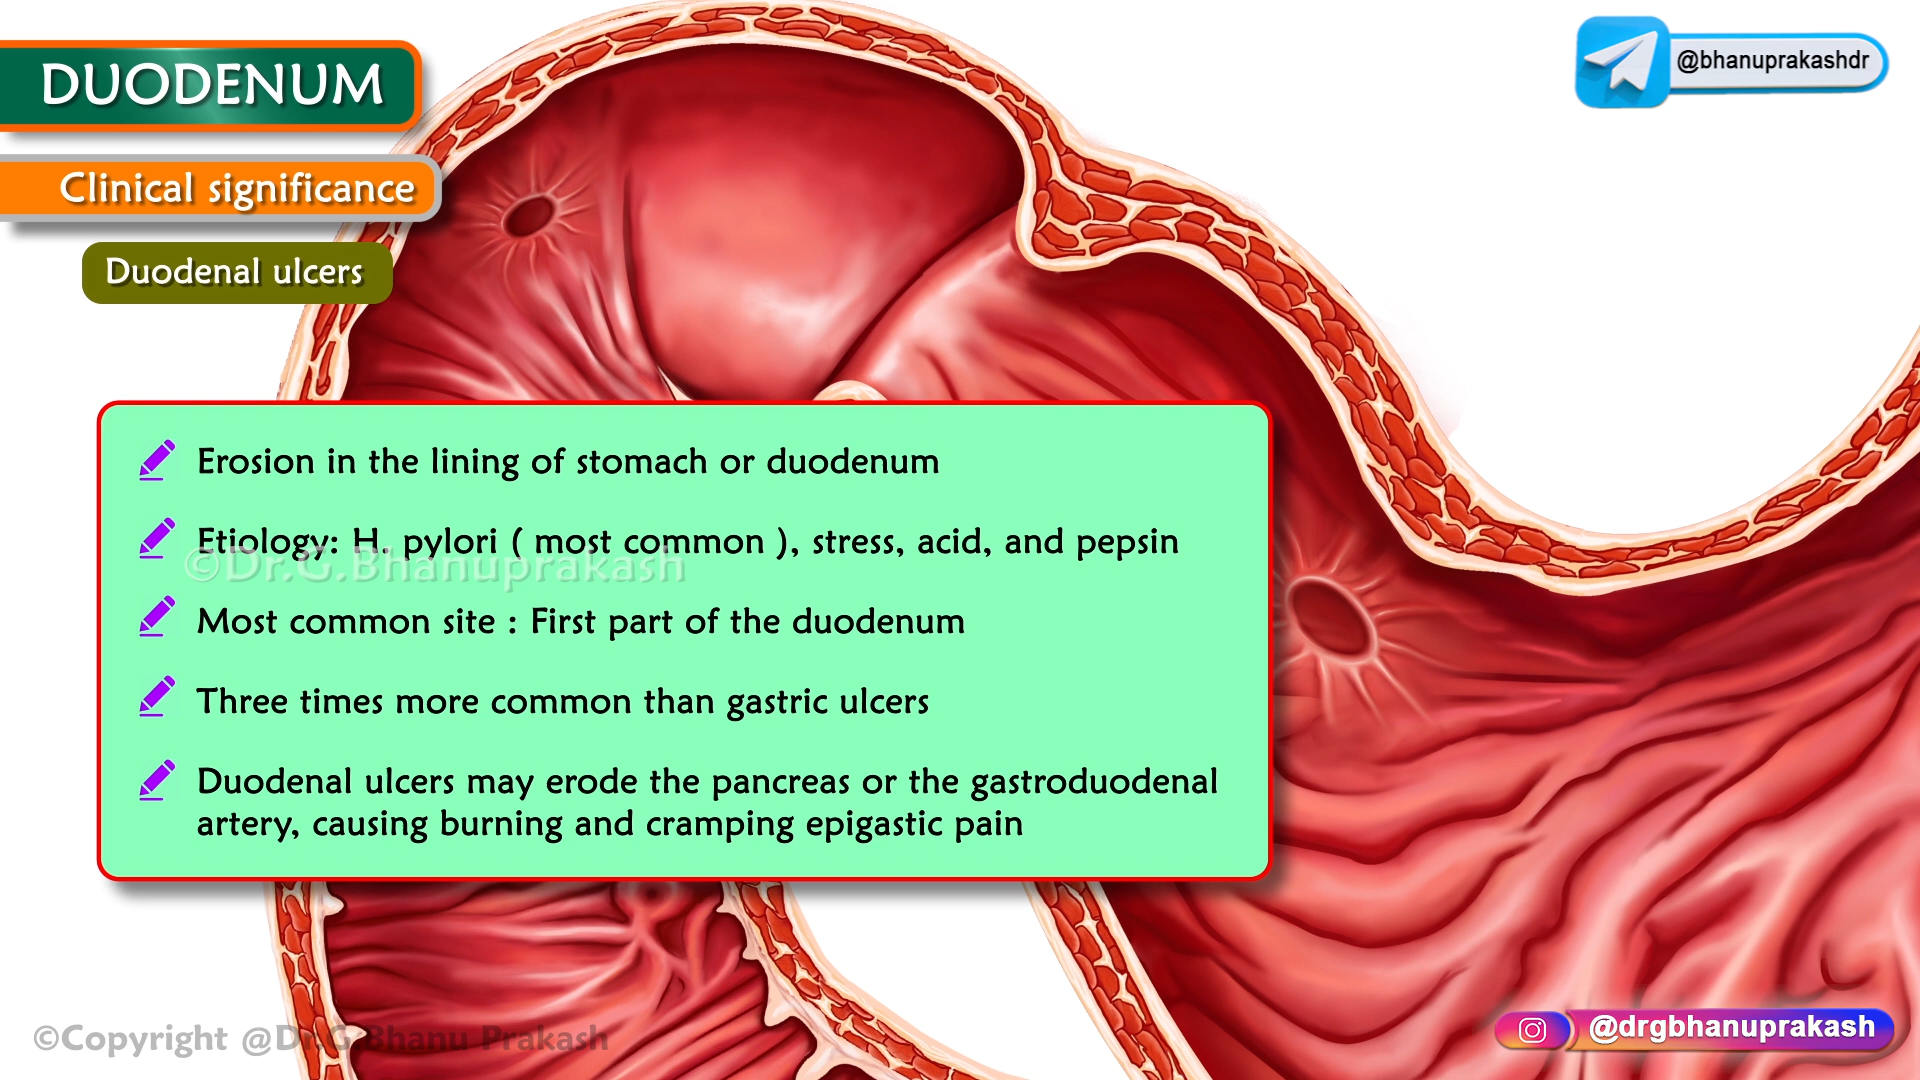 DUODENUM
@bhanuprakashdr
Clinical significance
Duodenal ulcers
Erosion in the lining of stomach or duodenum
Etiology: H. pylori ( most common ), stress, acid, and pepsin
©Dr.G.Bhanuprakash
Most common site : First part of the duodenum
Three times more common than gastric ulcers
Duodenal ulcers may erode the pancreas or the gastroduodenal
artery, causing burning and cramping epigastic pain
©Copyright @Dr.G.Bhanu Prakash
@drgbhanuprakash